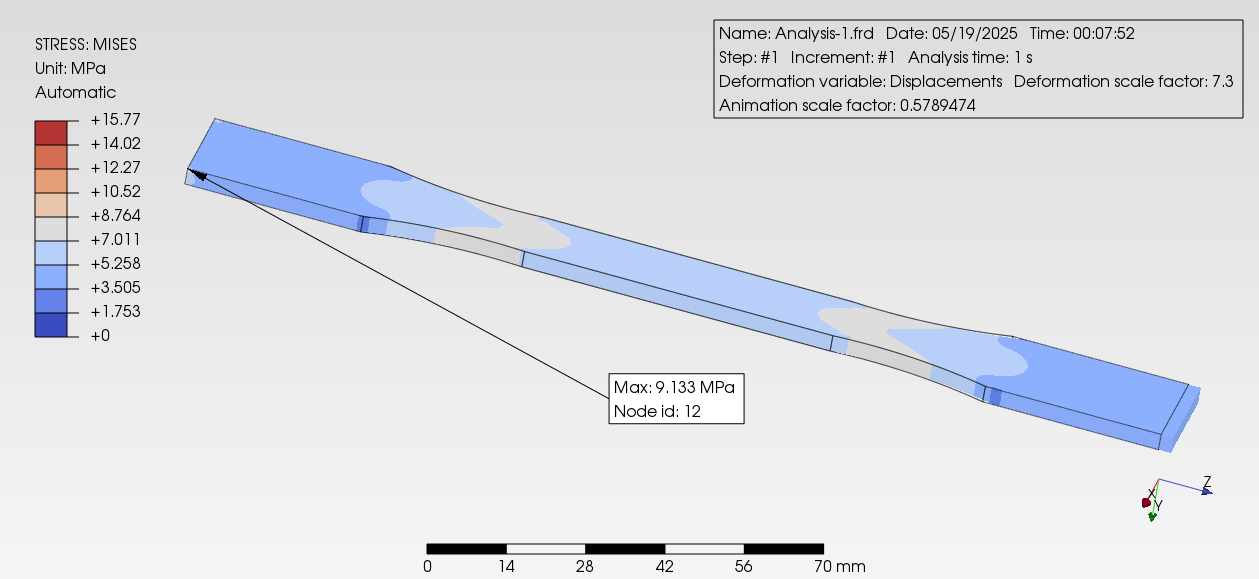 STRESS: MISES
Unit: MPa
Automatic
+15.77
+14.02
+12.27
+10.52
+8.764
+7.011
+5.258
+3.505
+1.753
+0
Name: Analysis-1.frd Date: 05/19/2025 Time: 00:07:52
Step: #1 Increment: #1 Analysis time: 1 s
Deformation variable: Displacements Deformation scale factor: 7.3
Animation scale factor: 0.5789474
Max: 9.133 MPa
Node id: 12
Z
X
Y
0 14 28 42 56 70 mm